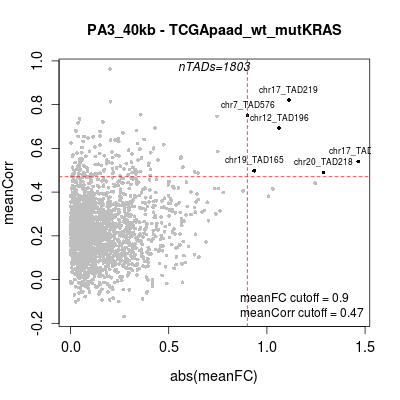 PA3_40kb - TCGApaad_wt_mutKRAS
nTADs=1803
chr17_TAD219
chr7_TAD576
chr12_TAD196
chr17_TAD
chr19_TAD165
chr20_TAD218
meanFC cutoff = 0.9
meanCorr cutoff = 0.47
meanCorr
1.0
0.8
0.6
0.4
0.2
0.0
-0.2
0.0 0.5 1.0 1.5
abs(meanFC)